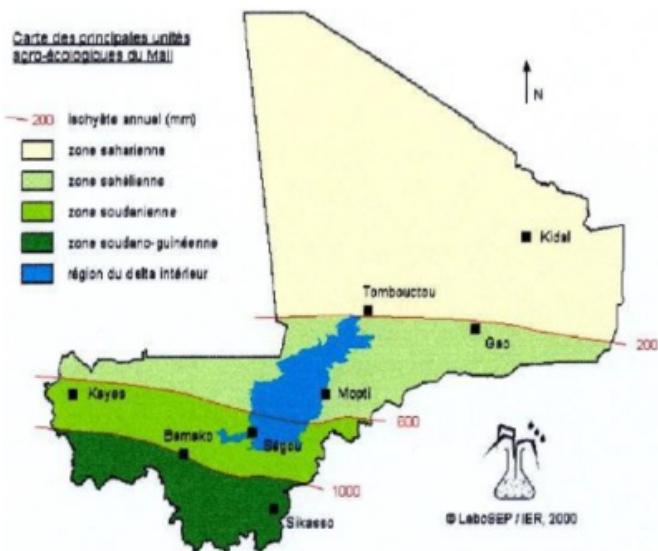 Carte des principales unités
agro-écologiques du Mali
200 Isohyète annuel (mm)
zone saharienne
zone sahélienne
zone soudanienne
zone soudano-guinéenne
région du delta intérieur
N
Kidal
Tombouctou
Gao
200
Kayes
Mopti
600
Bamako
Ségou
1000
Sikasso
© LaboSEP / IER, 2000